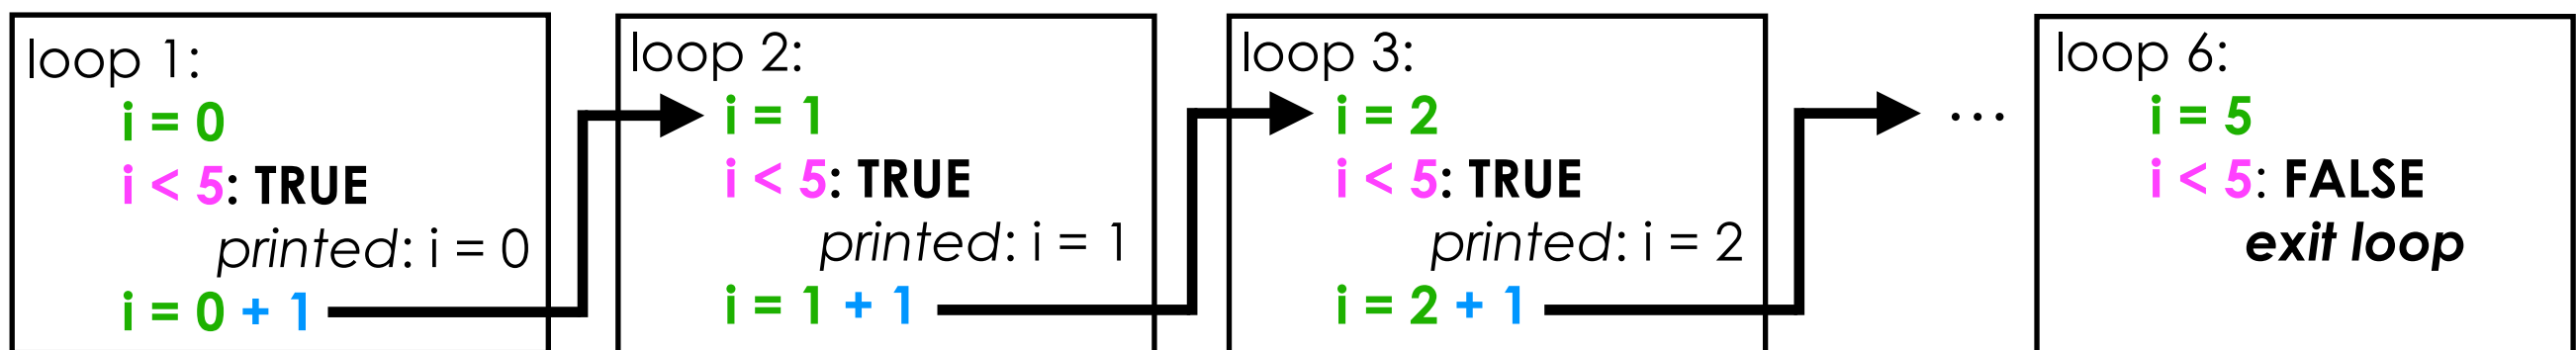 loop 1:
i = 0
i < 5: TRUE
printed: i = 0
i = 0 + 1
loop 2:
i = 1
i < 5: TRUE
printed: i = 1
i = 1 + 1
loop 3:
i = 2
i < 5: TRUE
printed: i = 2
i = 2 + 1
...
loop 6:
i = 5
i < 5: FALSE
exit loop